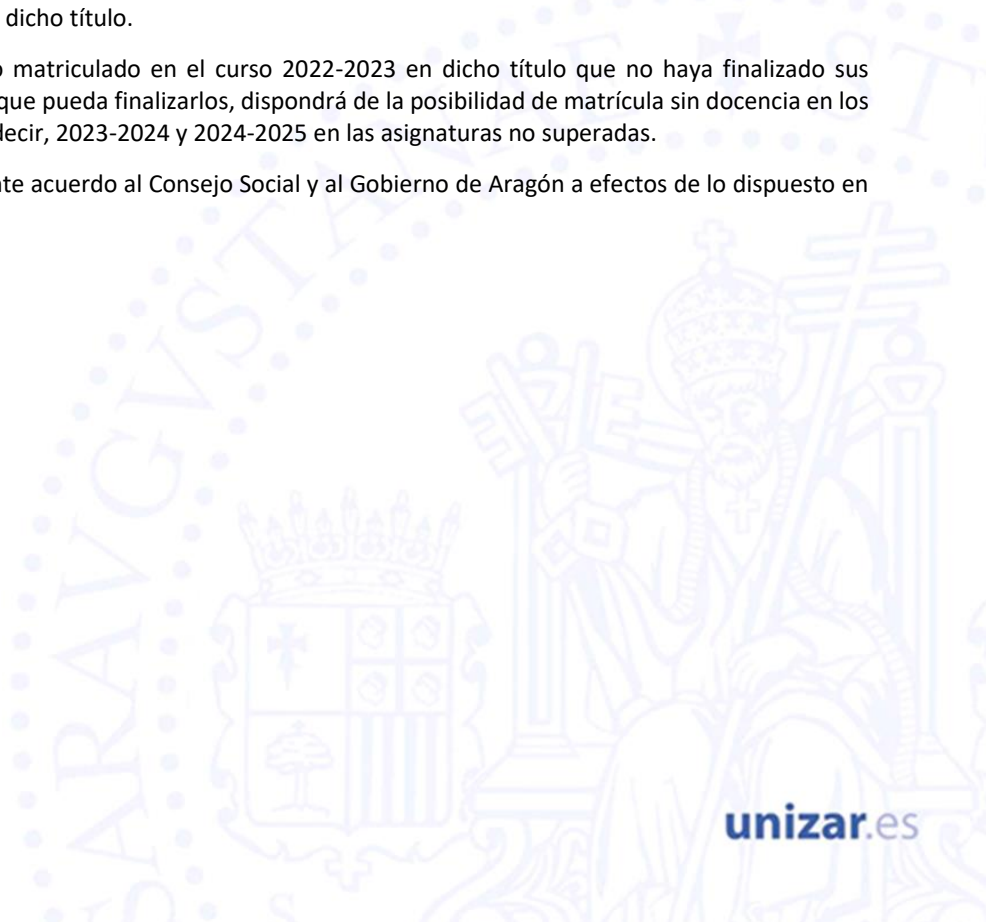 dicho título.
matriculado en el curso 2022-2023 en dicho título que no haya finalizado sus
que pueda finalizarlos, dispondrá de la posibilidad de matrícula sin docencia en los
decir, 2023-2024 y 2024-2025 en las asignaturas no superadas.
nte acuerdo al Consejo Social y al Gobierno de Aragón a efectos de lo dispuesto en
ARAVGVSTANAE
unizar.es